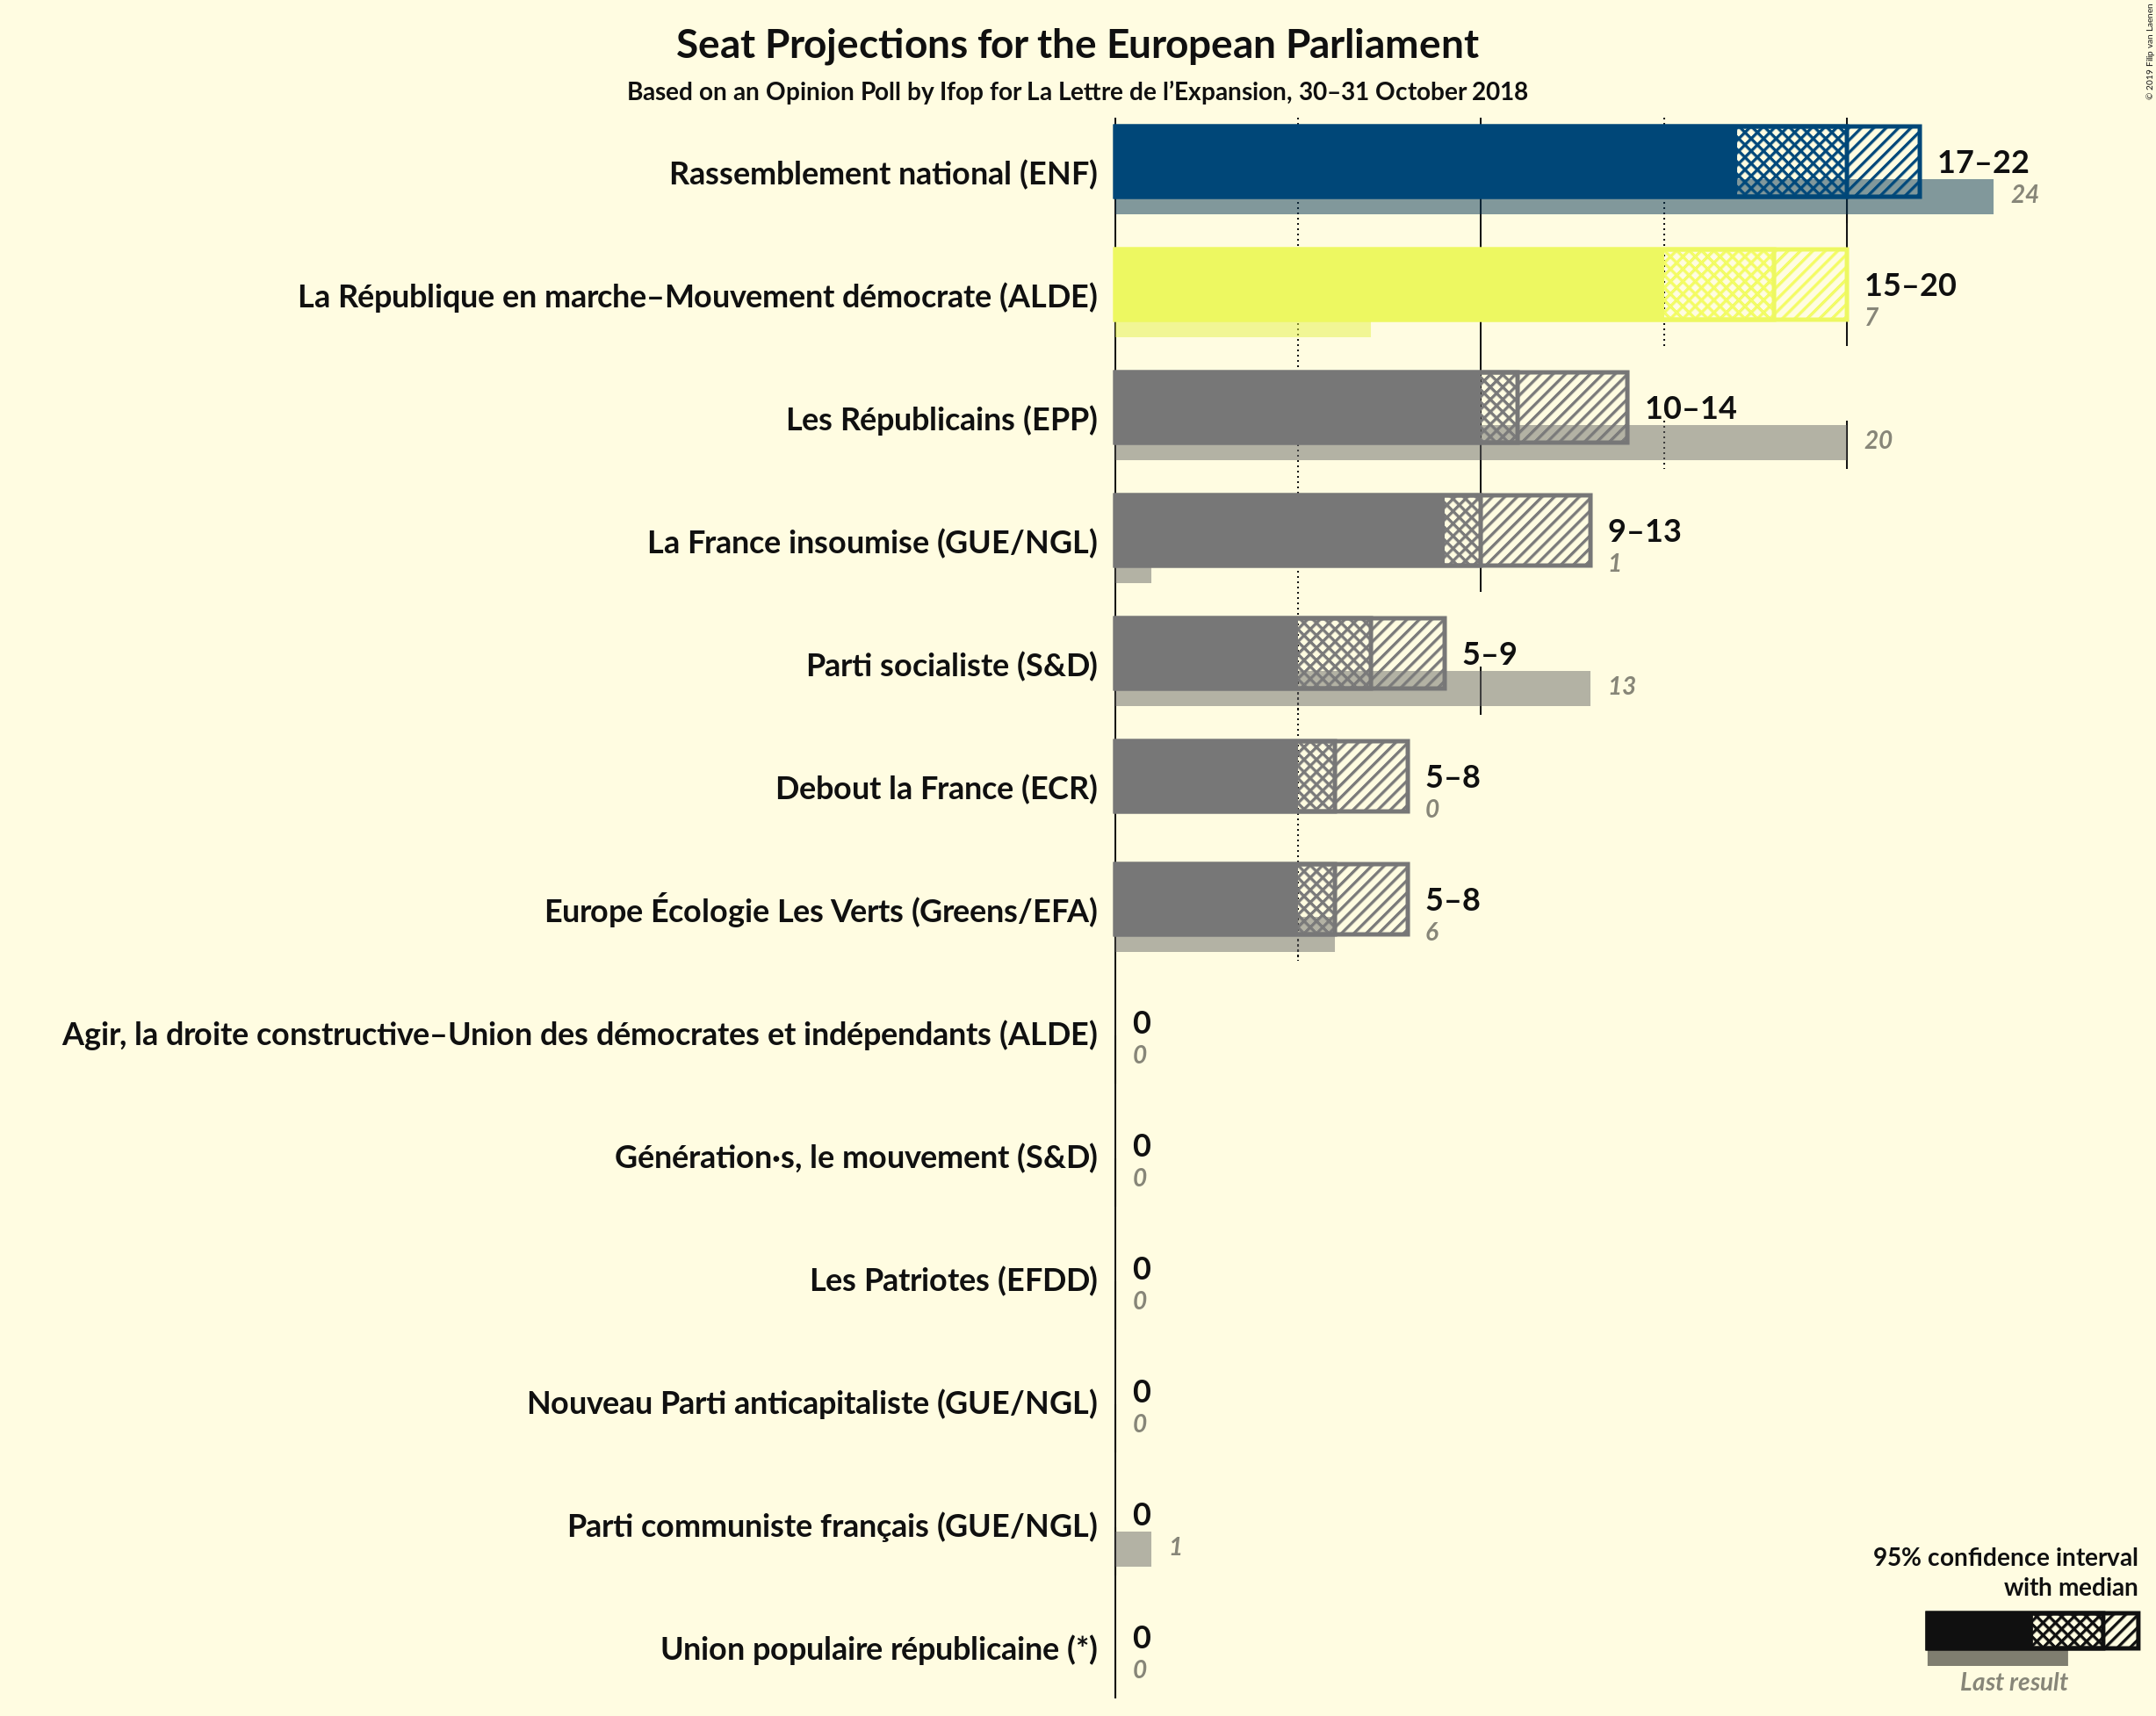 Seat Projections for the European Parliament
Based on an Opinion Poll by Ifop for La Lettre de l’Expansion, 30–31 October 2018
© 2019 Filip van Laenen
Rassemblement national (ENF)
17–22
24
La République en marche–Mouvement démocrate (ALDE)
15–20
7
Les Républicains (EPP)
10–14
20
La France insoumise (GUE/NGL)
9–13
1
Parti socialiste (S&D)
5–9
13
Debout la France (ECR)
5–8
0
Europe Écologie Les Verts (Greens/EFA)
5–8
6
Agir, la droite constructive–Union des démocrates et indépendants (ALDE)
0
0
Génération·s, le mouvement (S&D)
0
0
Les Patriotes (EFDD)
0
0
Nouveau Parti anticapitaliste (GUE/NGL)
0
0
Parti communiste français (GUE/NGL)
0
1
Union populaire républicaine (*)
0
0
95% confidence interval
with median
Last result